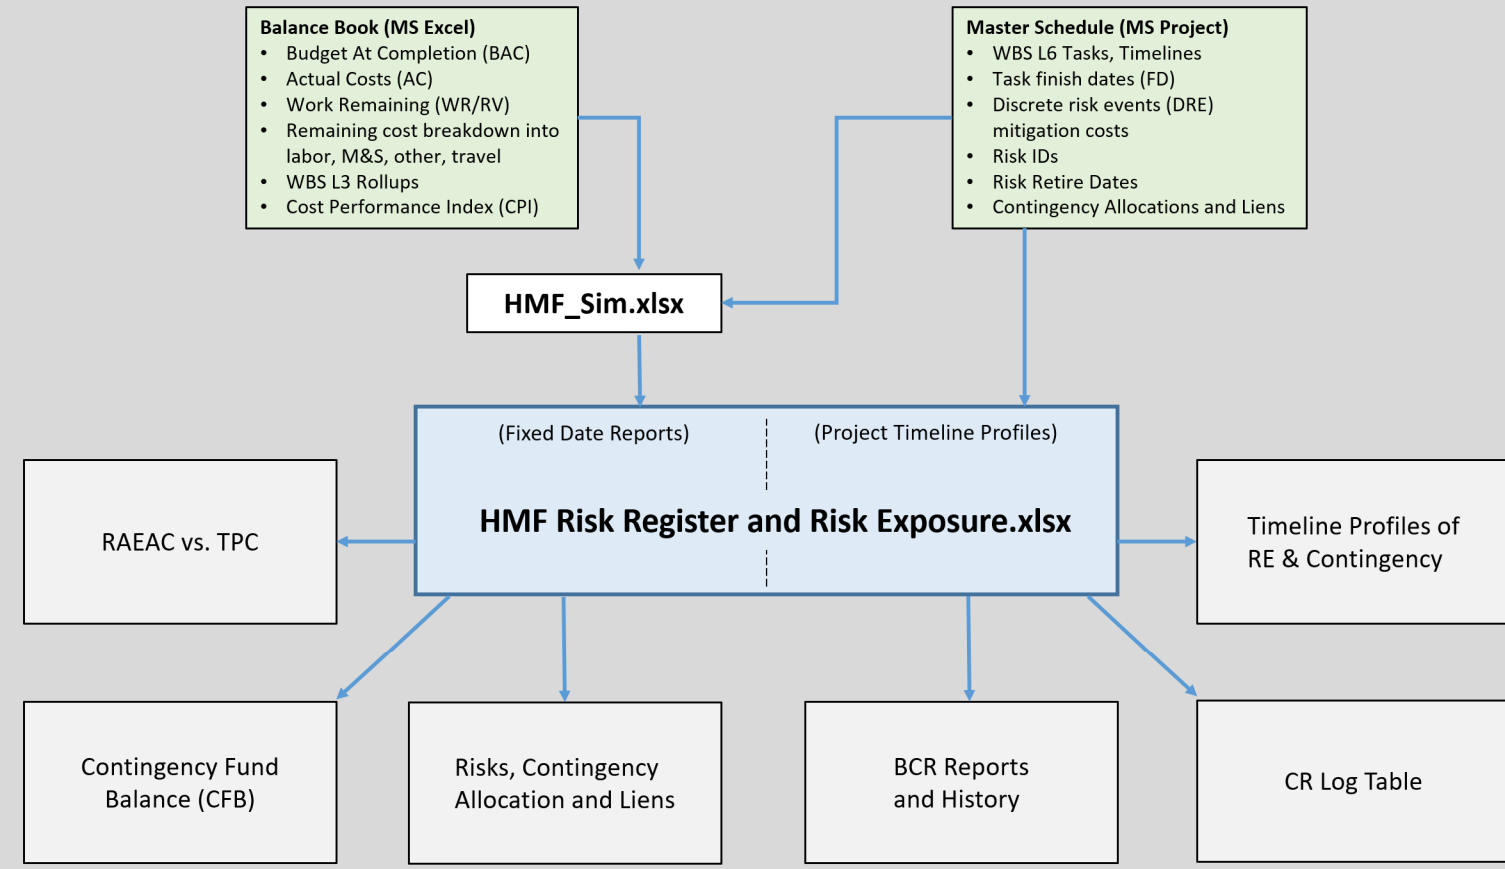 Balance Book (MS Excel)
• Budget At Completion (BAC)
• Actual Costs (AC)
• Work Remaining (WR/RV)
• Remaining cost breakdown into
labor, M&S, other, travel
• WBS L3 Rollups
• Cost Performance Index (CPI)
Master Schedule (MS Project)
• WBS L6 Tasks, Timelines
• Task finish dates (FD)
• Discrete risk events (DRE)
mitigation costs
• Risk IDs
• Risk Retire Dates
• Contingency Allocations and Liens
HMF_Sim.xlsx
(Fixed Date Reports)
(Project Timeline Profiles)
HMF Risk Register and Risk Exposure.xlsx
RAEAC vs. TPC
Timeline Profiles of
RE & Contingency
Contingency Fund
Balance (CFB)
Risks, Contingency
Allocation and Liens
BCR Reports
and History
CR Log Table